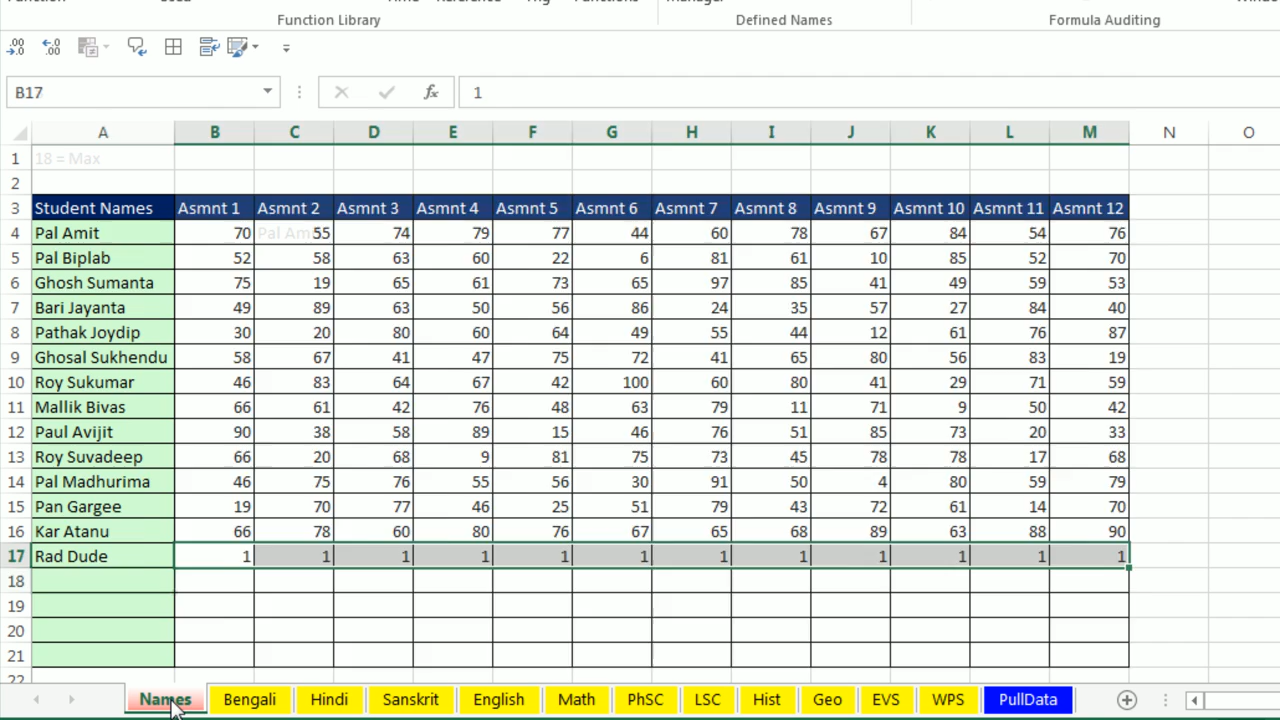 Function Library Defined Names Formula Auditing
B17 fx 1
A B C D E F G H I J K L M N O
1 18 = Max
2
3 Student Names Asmnt 1 Asmnt 2 Asmnt 3 Asmnt 4 Asmnt 5 Asmnt 6 Asmnt 7 Asmnt 8 Asmnt 9 Asmnt 10 Asmnt 11 Asmnt 12
4 Pal Amit 70 55 74 79 77 44 60 78 67 84 54 76
5 Pal Biplab 52 58 63 60 22 6 81 61 10 85 52 70
6 Ghosh Sumanta 75 19 65 61 73 65 97 85 41 49 59 53
7 Bari Jayanta 49 89 63 50 56 86 24 35 57 27 84 40
8 Pathak Joydip 30 20 80 60 64 49 55 44 12 61 76 87
9 Ghosal Sukhendu 58 67 41 47 75 72 41 65 80 56 83 19
10 Roy Sukumar 46 83 64 67 42 100 60 80 41 29 71 59
11 Mallik Bivas 66 61 42 76 48 63 79 11 71 9 50 42
12 Paul Avijit 90 38 58 89 15 46 76 51 85 73 20 33
13 Roy Suvadeep 66 20 68 9 81 75 73 45 78 78 17 68
14 Pal Madhurima 46 75 76 55 56 30 91 50 4 80 59 79
15 Pan Gargee 19 70 77 46 25 51 79 43 72 61 14 70
16 Kar Atanu 66 78 60 80 76 67 65 68 89 63 88 90
17 Rad Dude 1 1 1 1 1 1 1 1 1 1 1 1
18
19
20
21
Names Bengali Hindi Sanskrit English Math PhSC LSC Hist Geo EVS WPS PullData